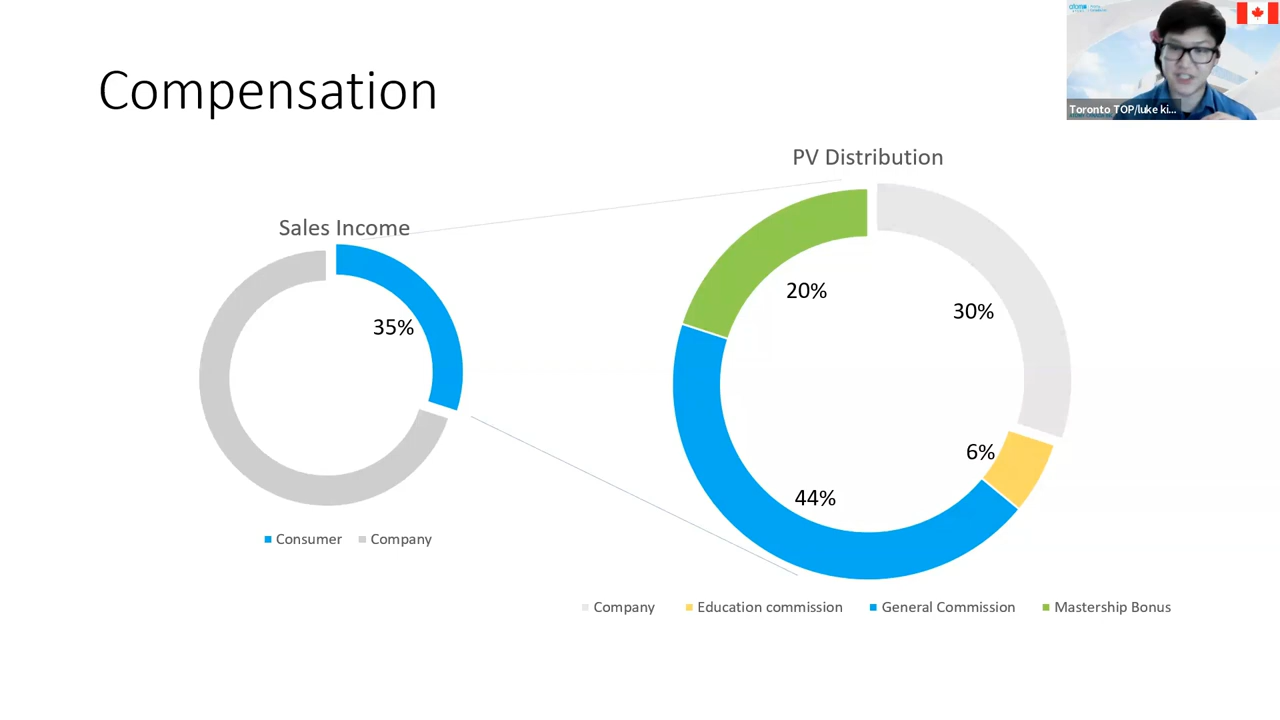 Compensation
atom
Toronto TOP/luke ki...
PV Distribution
Sales Income
20%
30%
35%
6%
44%
Consumer
Company
Company
Education commission
General Commission
Mastership Bonus